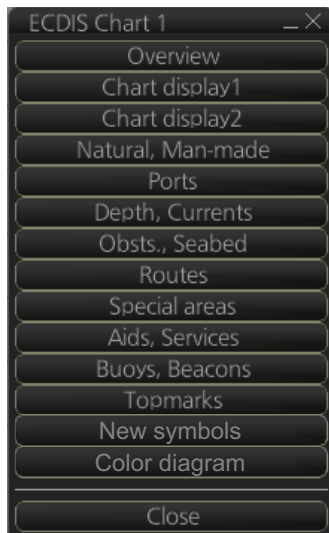 ECDIS Chart 1
Overview
Chart display1
Chart display2
Natural, Man-made
Ports
Depth, Currents
Obsts., Seabed
Routes
Special areas
Aids, Services
Buoys, Beacons
Topmarks
New symbols
Color diagram
Close